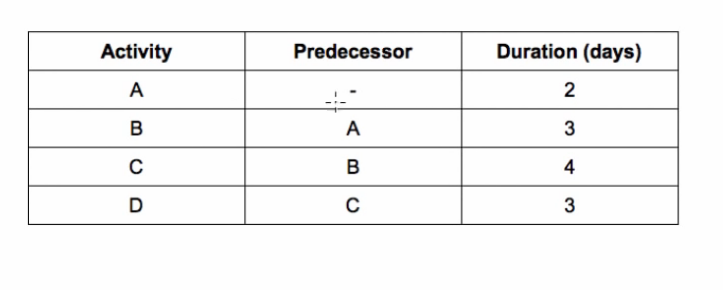 Activity Predecessor Duration (days)
A - 2
B A 3
C B 4
D C 3